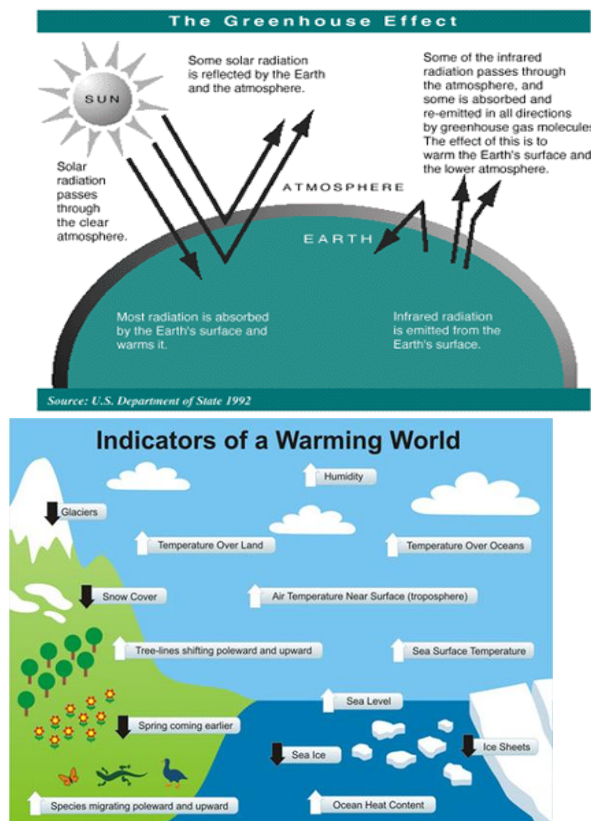 The Greenhouse Effect
SUN
Some solar radiation
is reflected by the Earth
and the atmosphere.
Some of the infrared
radiation passes through
the atmosphere, and
some is absorbed and
re-emitted in all directions
by greenhouse gas molecules
The effect of this is to
warm the Earth's surface and
the lower atmosphere.
Solar
radiation
passes
through
the clear
atmosphere.
ATMOSPHERE
EARTH
Most radiation is absorbed
by the Earth's surface and
warms it.
Infrared radiation
is emitted from the
Earth's surface.
Source: U.S. Department of State 1992
Indicators of a Warming World
Humidity
Glaciers
Temperature Over Land
Temperature Over Oceans
Snow Cover
Air Temperature Near Surface (troposphere)
Tree-lines shifting poleward and upward
Sea Surface Temperature
Sea Level
Spring coming earlier
Sea Ice
Ice Sheets
Species migrating poleward and upward
Ocean Heat Content